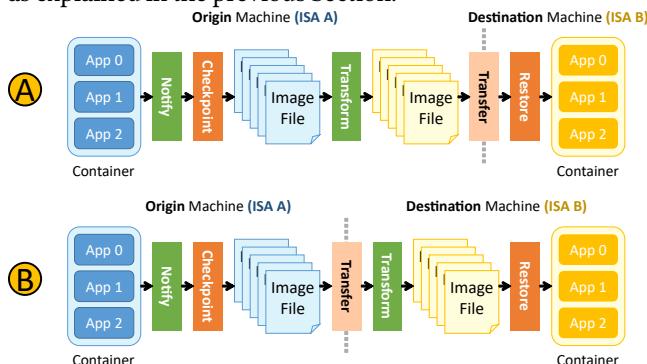 as explained in the previous Section.
Origin Machine (ISA A)
Destination Machine (ISA B)
A
App 0
App 1
App 2
Container
Notify
Checkpoint
Image
File
Transform
Image
File
Transfer
Restore
App 0
App 1
App 2
Container
Origin Machine (ISA A)
Destination Machine (ISA B)
B
App 0
App 1
App 2
Container
Notify
Checkpoint
Image
File
Transfer
Transform
Image
File
Restore
App 0
App 1
App 2
Container